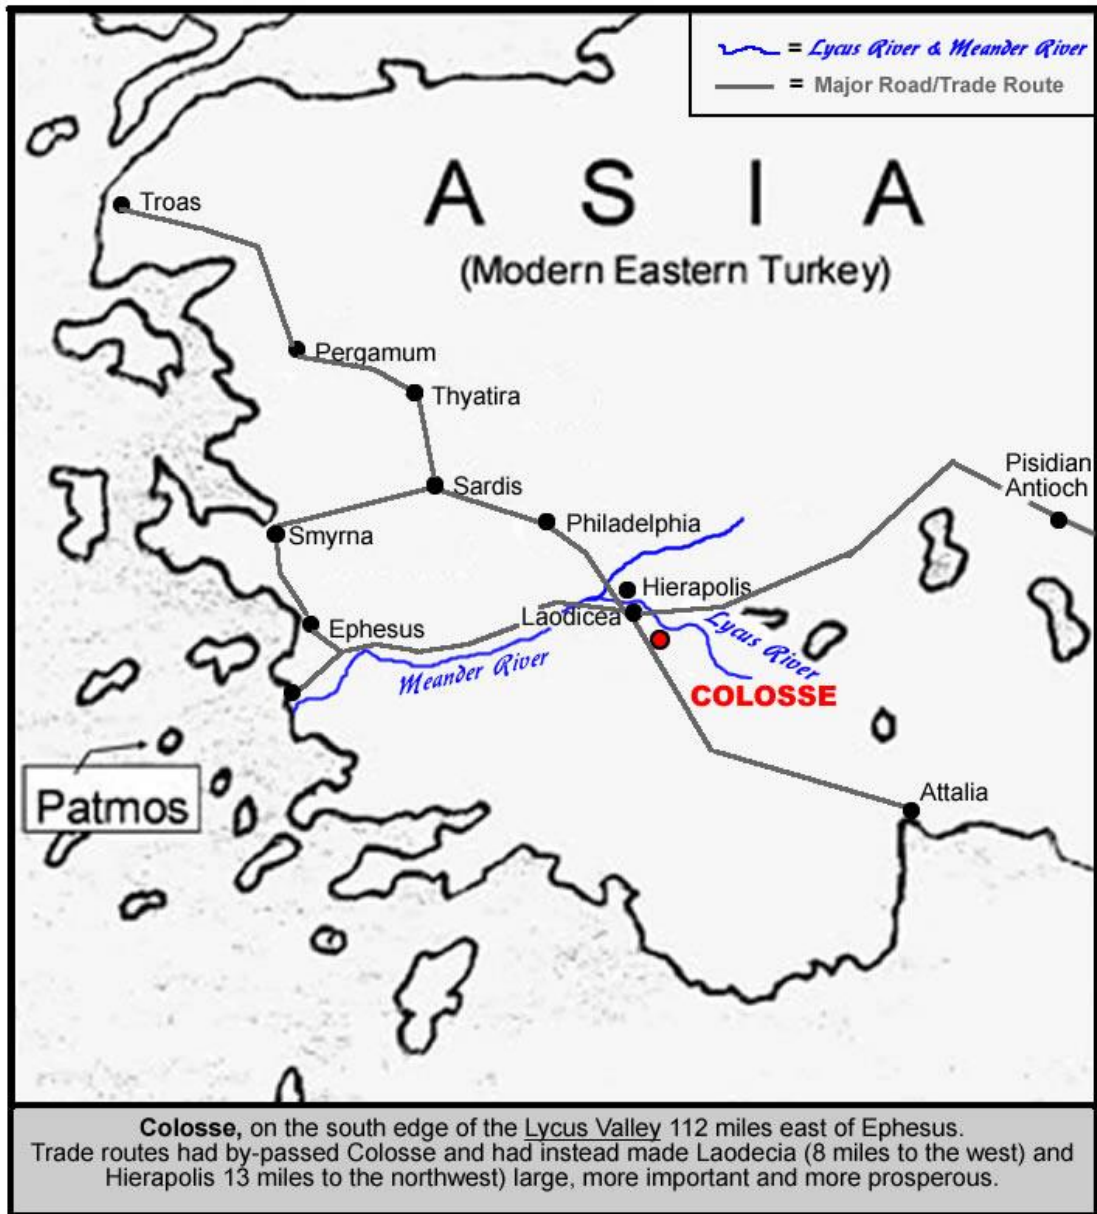 = Lycus River & Meander River
= Major Road/Trade Route
A S I A
(Modern Eastern Turkey)
Troas
Pergamum
Thyatira
Sardis
Pisidian
Antioch
Philadelphia
Smyrna
Hierapolis
Laodicea
Ephesus
Lycus River
Meander River
COLOSSE
Patmos
Attalia
Colosse, on the south edge of the Lycus Valley 112 miles east of Ephesus.
Trade routes had by-passed Colosse and had instead made Laodecia (8 miles to the west) and
Hierapolis 13 miles to the northwest) large, more important and more prosperous.